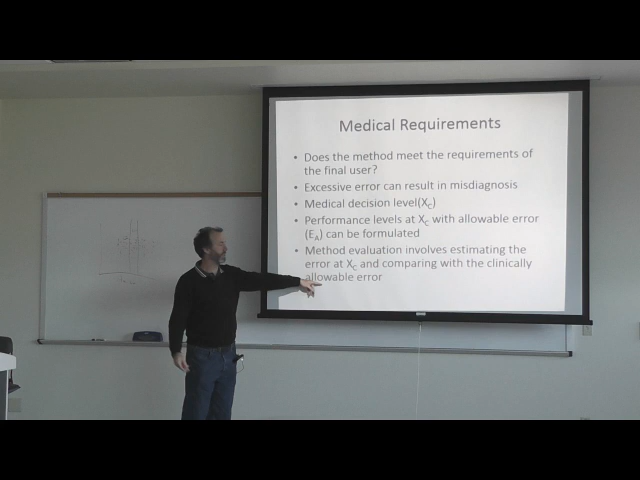 Medical Requirements
• Does the method meet the requirements of
the final user?
• Excessive error can result in misdiagnosis
• Medical decision level(XC)
• Performance levels at XC with allowable error
(EA) can be formulated
• Method evaluation involves estimating the
error at XC and comparing with the clinically
allowable error